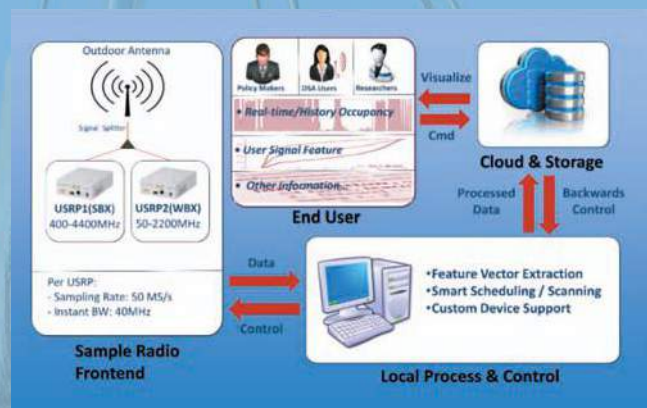 Outdoor Antenna
Signal Splitter
USRP1(SBX)
400-4400MHz
USRP2(WBX)
50-2200MHz
Per USRP:
- Sampling Rate: 50 MS/s
- Instant BW: 40MHz
Sample Radio
Frontend
Policy Makers
DSA Users
Researchers
• Real-time/History Occupancy
• User Signal Feature
• Other Information...
End User
Visualize
Cmd
Cloud & Storage
Processed
Data
Backwards
Control
Data
Control
•Feature Vector Extraction
•Smart Scheduling / Scanning
•Custom Device Support
Local Process & Control